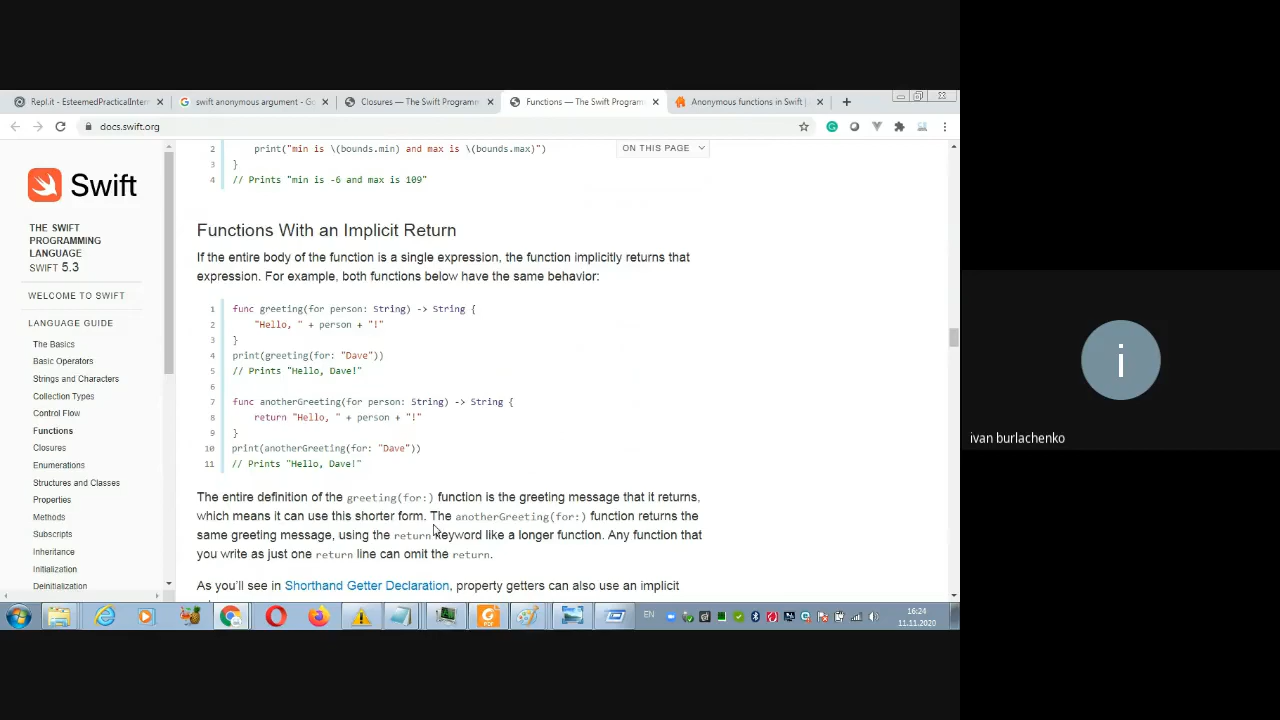 Repl.it - EsteemedPracticalInter
swift anonymous argument - Go
Closures — The Swift Programm
Functions — The Swift Program
Anonymous functions in Swift |
docs.swift.org
Swift
THE SWIFT
PROGRAMMING
LANGUAGE
SWIFT 5.3
WELCOME TO SWIFT
LANGUAGE GUIDE
The Basics
Basic Operators
Strings and Characters
Collection Types
Control Flow
Functions
Closures
Enumerations
Structures and Classes
Properties
Methods
Subscripts
Inheritance
Initialization
Deinitialization
ON THIS PAGE
2 print("min is \(bounds.min) and max is \(bounds.max)")
3 }
4 // Prints "min is -6 and max is 109"
Functions With an Implicit Return
If the entire body of the function is a single expression, the function implicitly returns that
expression. For example, both functions below have the same behavior:
1 func greeting(for person: String) -> String {
2 "Hello, " + person + "!"
3 }
4 print(greeting(for: "Dave"))
5 // Prints "Hello, Dave!"
6
7 func anotherGreeting(for person: String) -> String {
8 return "Hello, " + person + "!"
9 }
10 print(anotherGreeting(for: "Dave"))
11 // Prints "Hello, Dave!"
The entire definition of the greeting(for:) function is the greeting message that it returns,
which means it can use this shorter form. The anotherGreeting(for:) function returns the
same greeting message, using the return keyword like a longer function. Any function that
you write as just one return line can omit the return.
As you'll see in Shorthand Getter Declaration, property getters can also use an implicit
EN
16:24
11.11.2020
PDF
i
ivan burlachenko